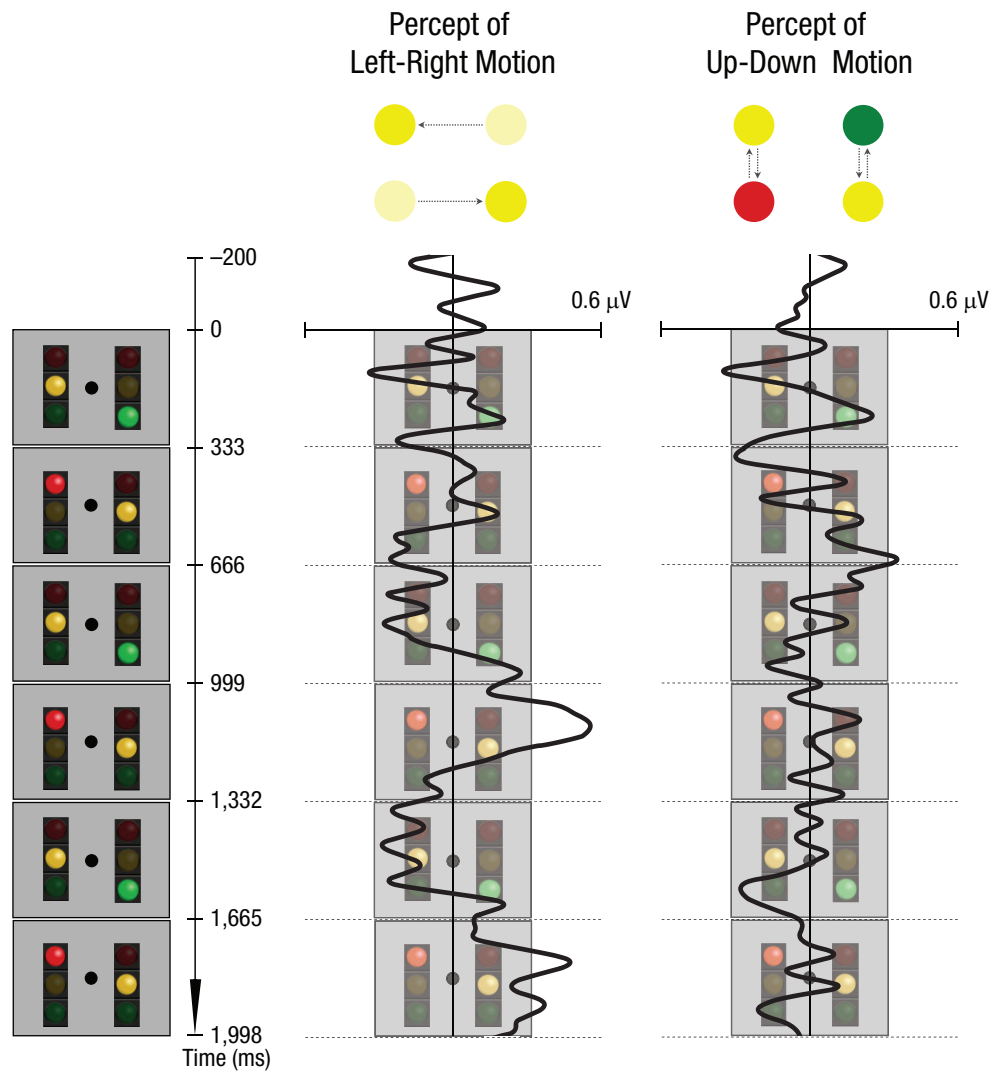 Percept of
Left-Right Motion
Percept of
Up-Down Motion
–200
0.6 μV
0.6 μV
0
333
666
999
1,332
1,665
1,998
Time (ms)